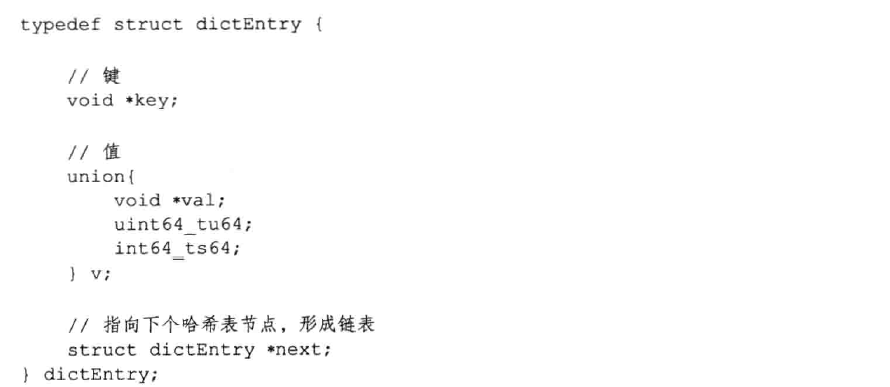 typedef struct dictEntry {
// 键
void *key;
// 值
union{
void *val;
uint64_tu64;
int64_ts64;
} v;
// 指向下个哈希表节点，形成链表
struct dictEntry *next;
} dictEntry;